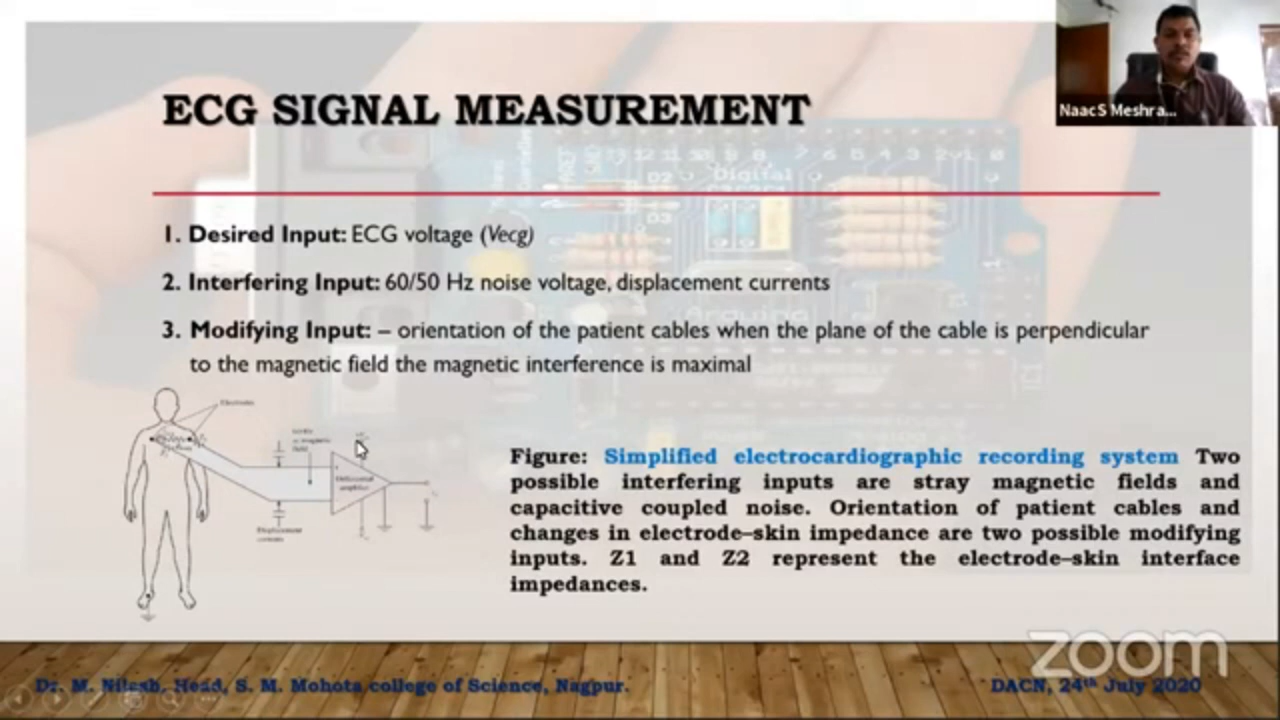 ECG SIGNAL MEASUREMENT
NaacS Meshra...
1. Desired Input: ECG voltage (Vecg)
2. Interfering Input: 60/50 Hz noise voltage, displacement currents
3. Modifying Input: – orientation of the patient cables when the plane of the cable is perpendicular
to the magnetic field the magnetic interference is maximal
Electrodes
Differential
amplifier
Displacement
currents
Figure: Simplified electrocardiographic recording system Two
possible interfering inputs are stray magnetic fields and
capacitive coupled noise. Orientation of patient cables and
changes in electrode–skin impedance are two possible modifying
inputs. Z1 and Z2 represent the electrode–skin interface
impedances.
zoom
Dr. M. Nilesh, Head, S. M. Mohota college of Science, Nagpur.
DACN, 24th July 2020